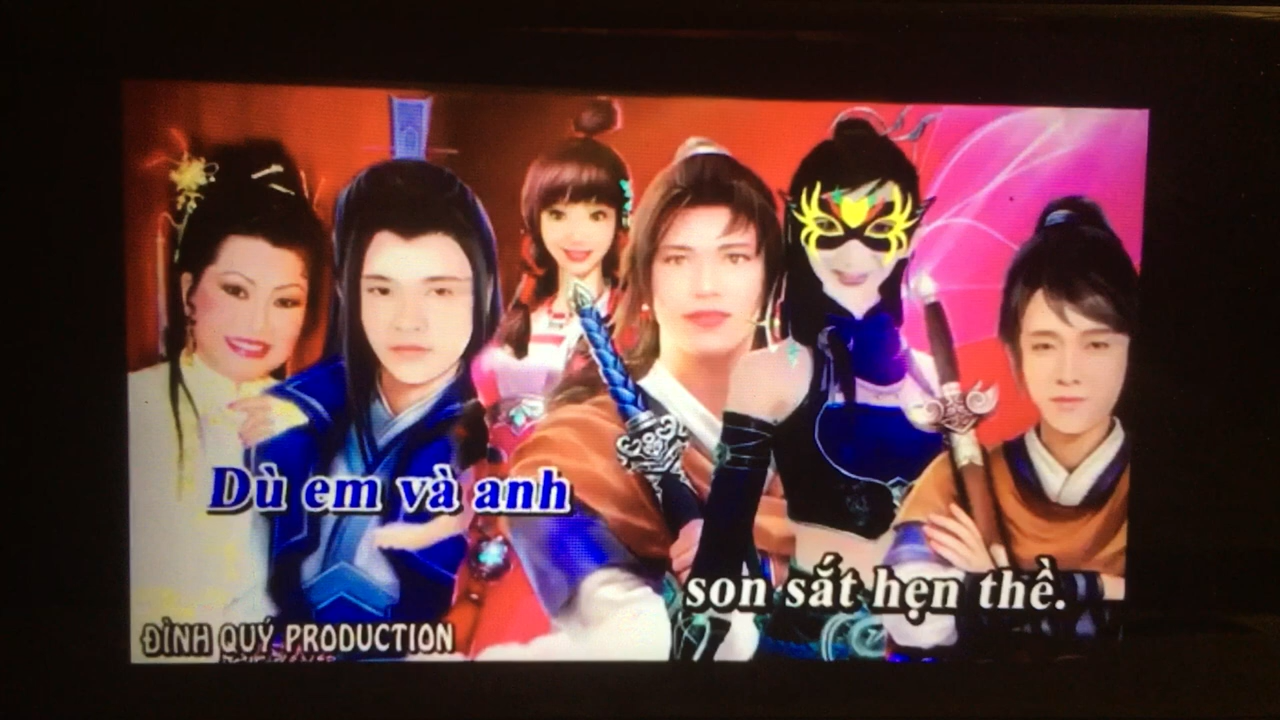 Dù em và anh
son sắt hẹn thề.
ĐÌNH QUÝ PRODUCTION